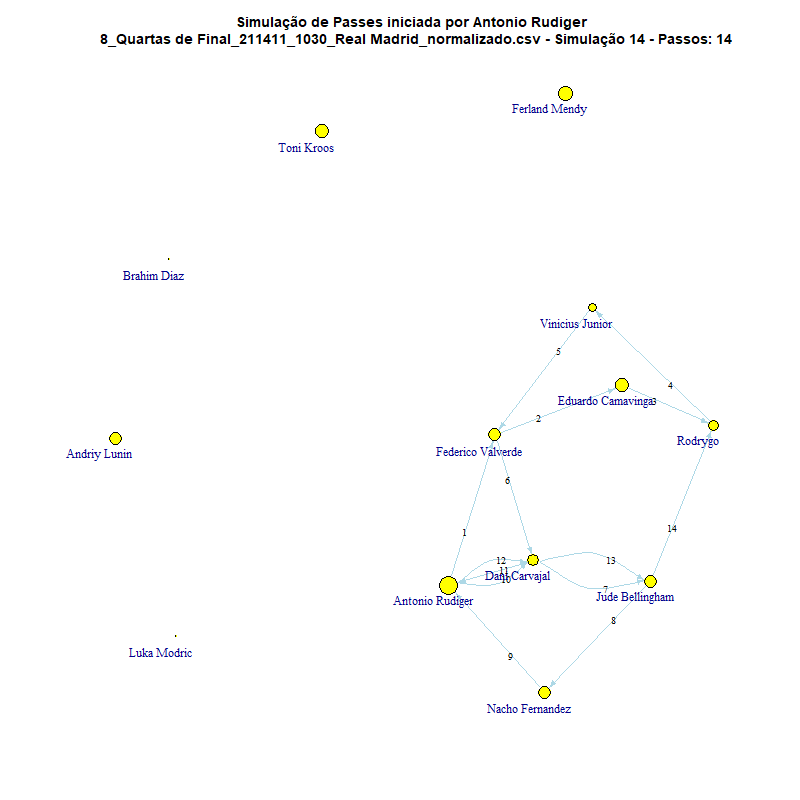 Simulação de Passes iniciada por Antonio Rudiger
8_Quartas de Final_211411_1030_Real Madrid_normalizado.csv - Simulação 14 - Passos: 14
Ferland Mendy
Toni Kroos
Brahim Diaz
Vinicius Junior
5
4
Eduardo Camavinga
3
2
Rodrygo
Federico Valverde
Andriy Lunin
6
14
1
12
13
11
Dani Carvajal
10
7
Jude Bellingham
Antonio Rudiger
8
Luka Modric
9
Nacho Fernandez